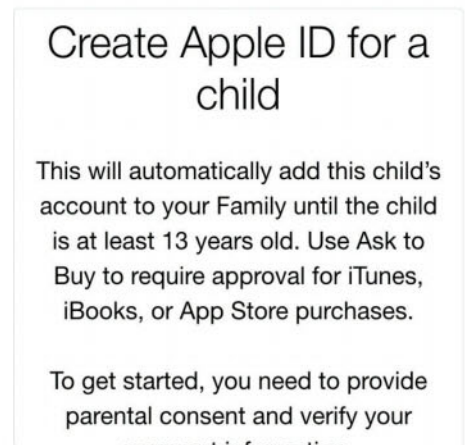 Create Apple ID for a
child
This will automatically add this child's
account to your Family until the child
is at least 13 years old. Use Ask to
Buy to require approval for iTunes,
iBooks, or App Store purchases.
To get started, you need to provide
parental consent and verify your